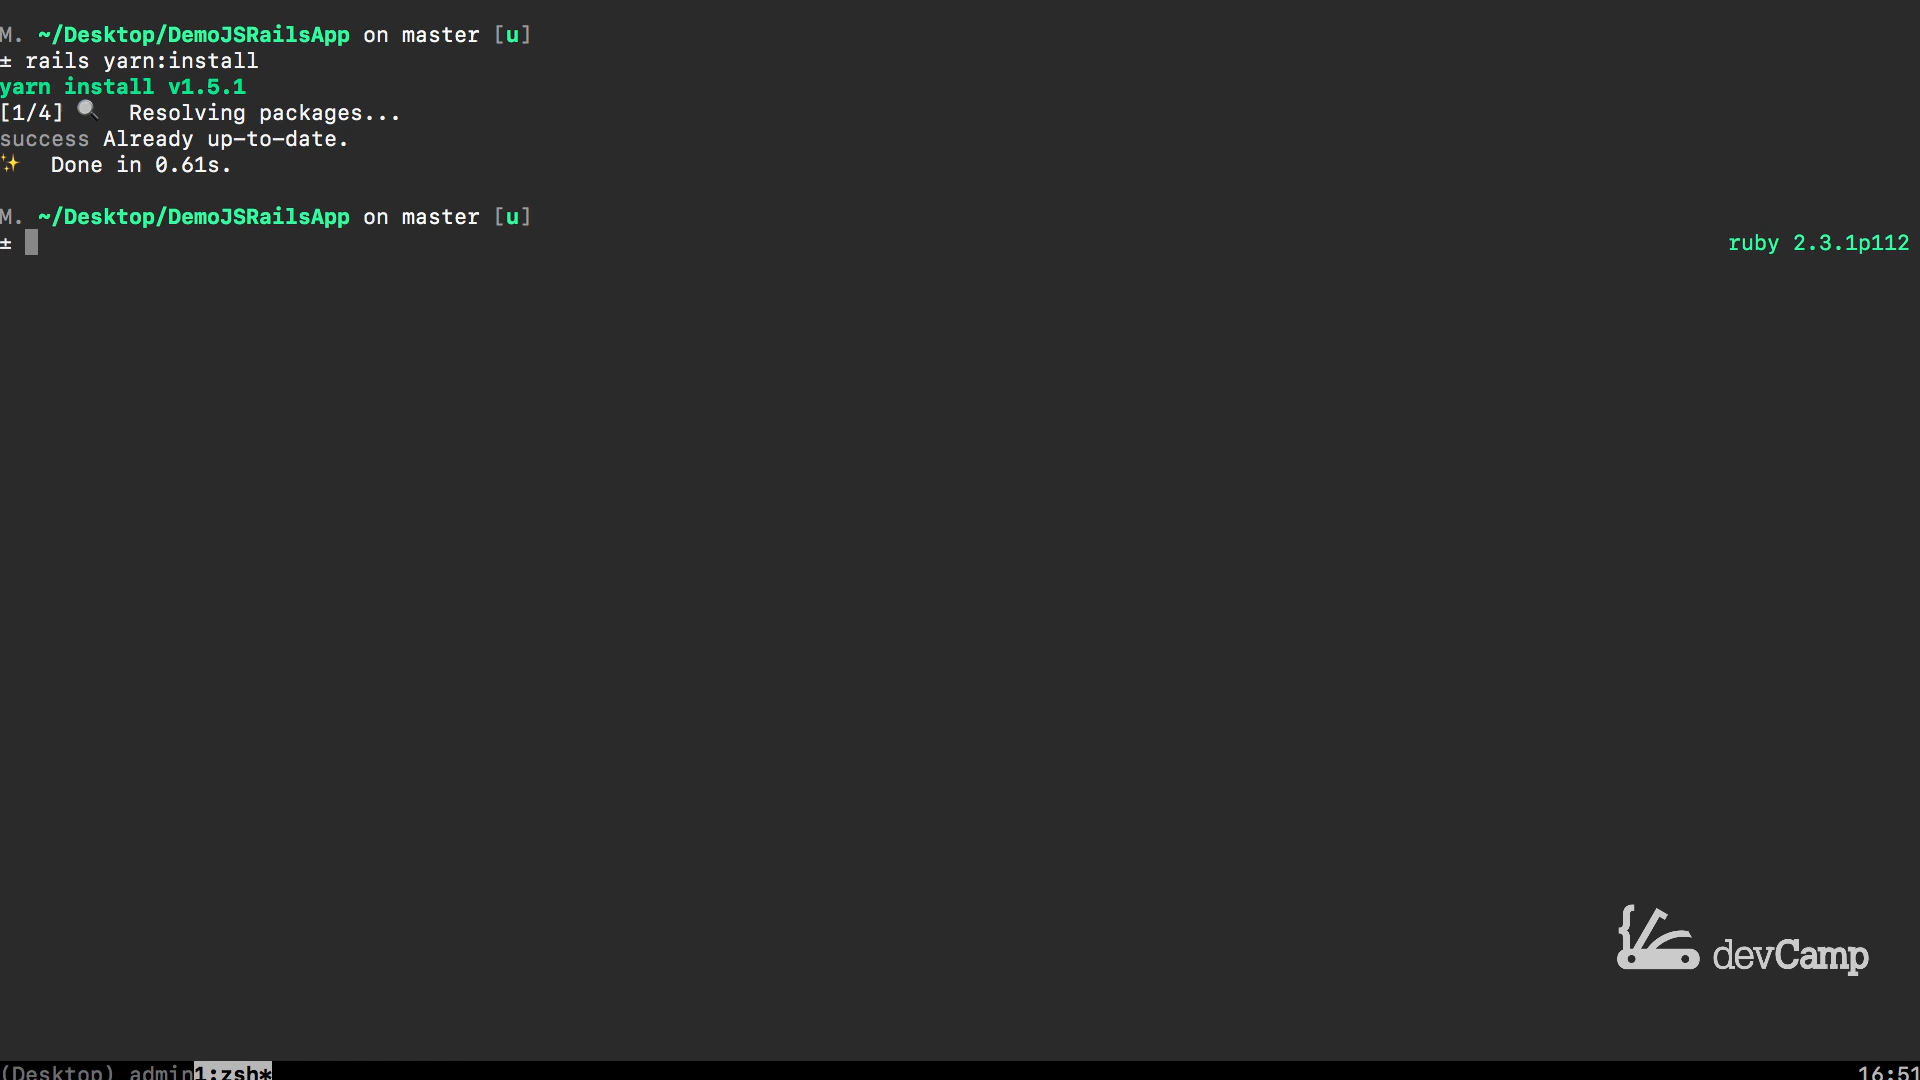 M. ~/Desktop/DemoJSRailsApp on master [u]
± rails yarn:install
yarn install v1.5.1
[1/4] 🔍 Resolving packages...
success Already up-to-date.
✨ Done in 0.61s.
M. ~/Desktop/DemoJSRailsApp on master [u]
± ruby 2.3.1p112
devCamp
(Desktop) admin1:zsh* 16:51